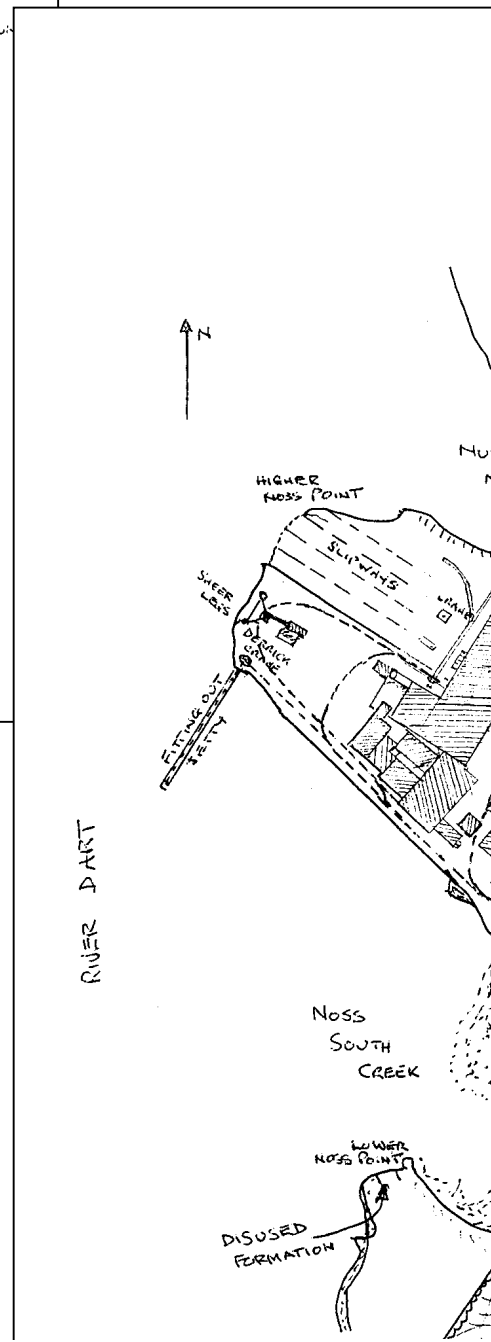 N
HIGHER
NOSS POINT
SLIPWAYS
CRANE
SHEER
LEGS
DERRICK
CRANE
FITTING OUT
JETTY
RIVER DART
NOSS
SOUTH
CREEK
LOWER
NOSS POINT
DISUSED
FORMATION